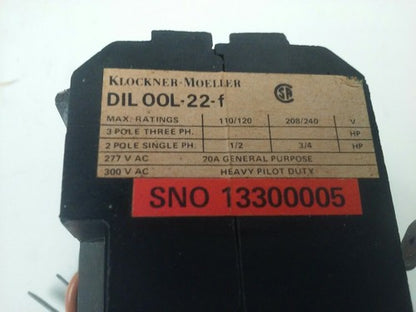 KLOCKNER-MOELLER
DIL OOL-22-f
MAX. RATINGS 110/120 208/240 V
3 POLE THREE PH. HP
2 POLE SINGLE PH. 1/2 3/4 HP
277 V AC 20A GENERAL PURPOSE
300 V AC HEAVY PILOT DUTY
SNO 13300005